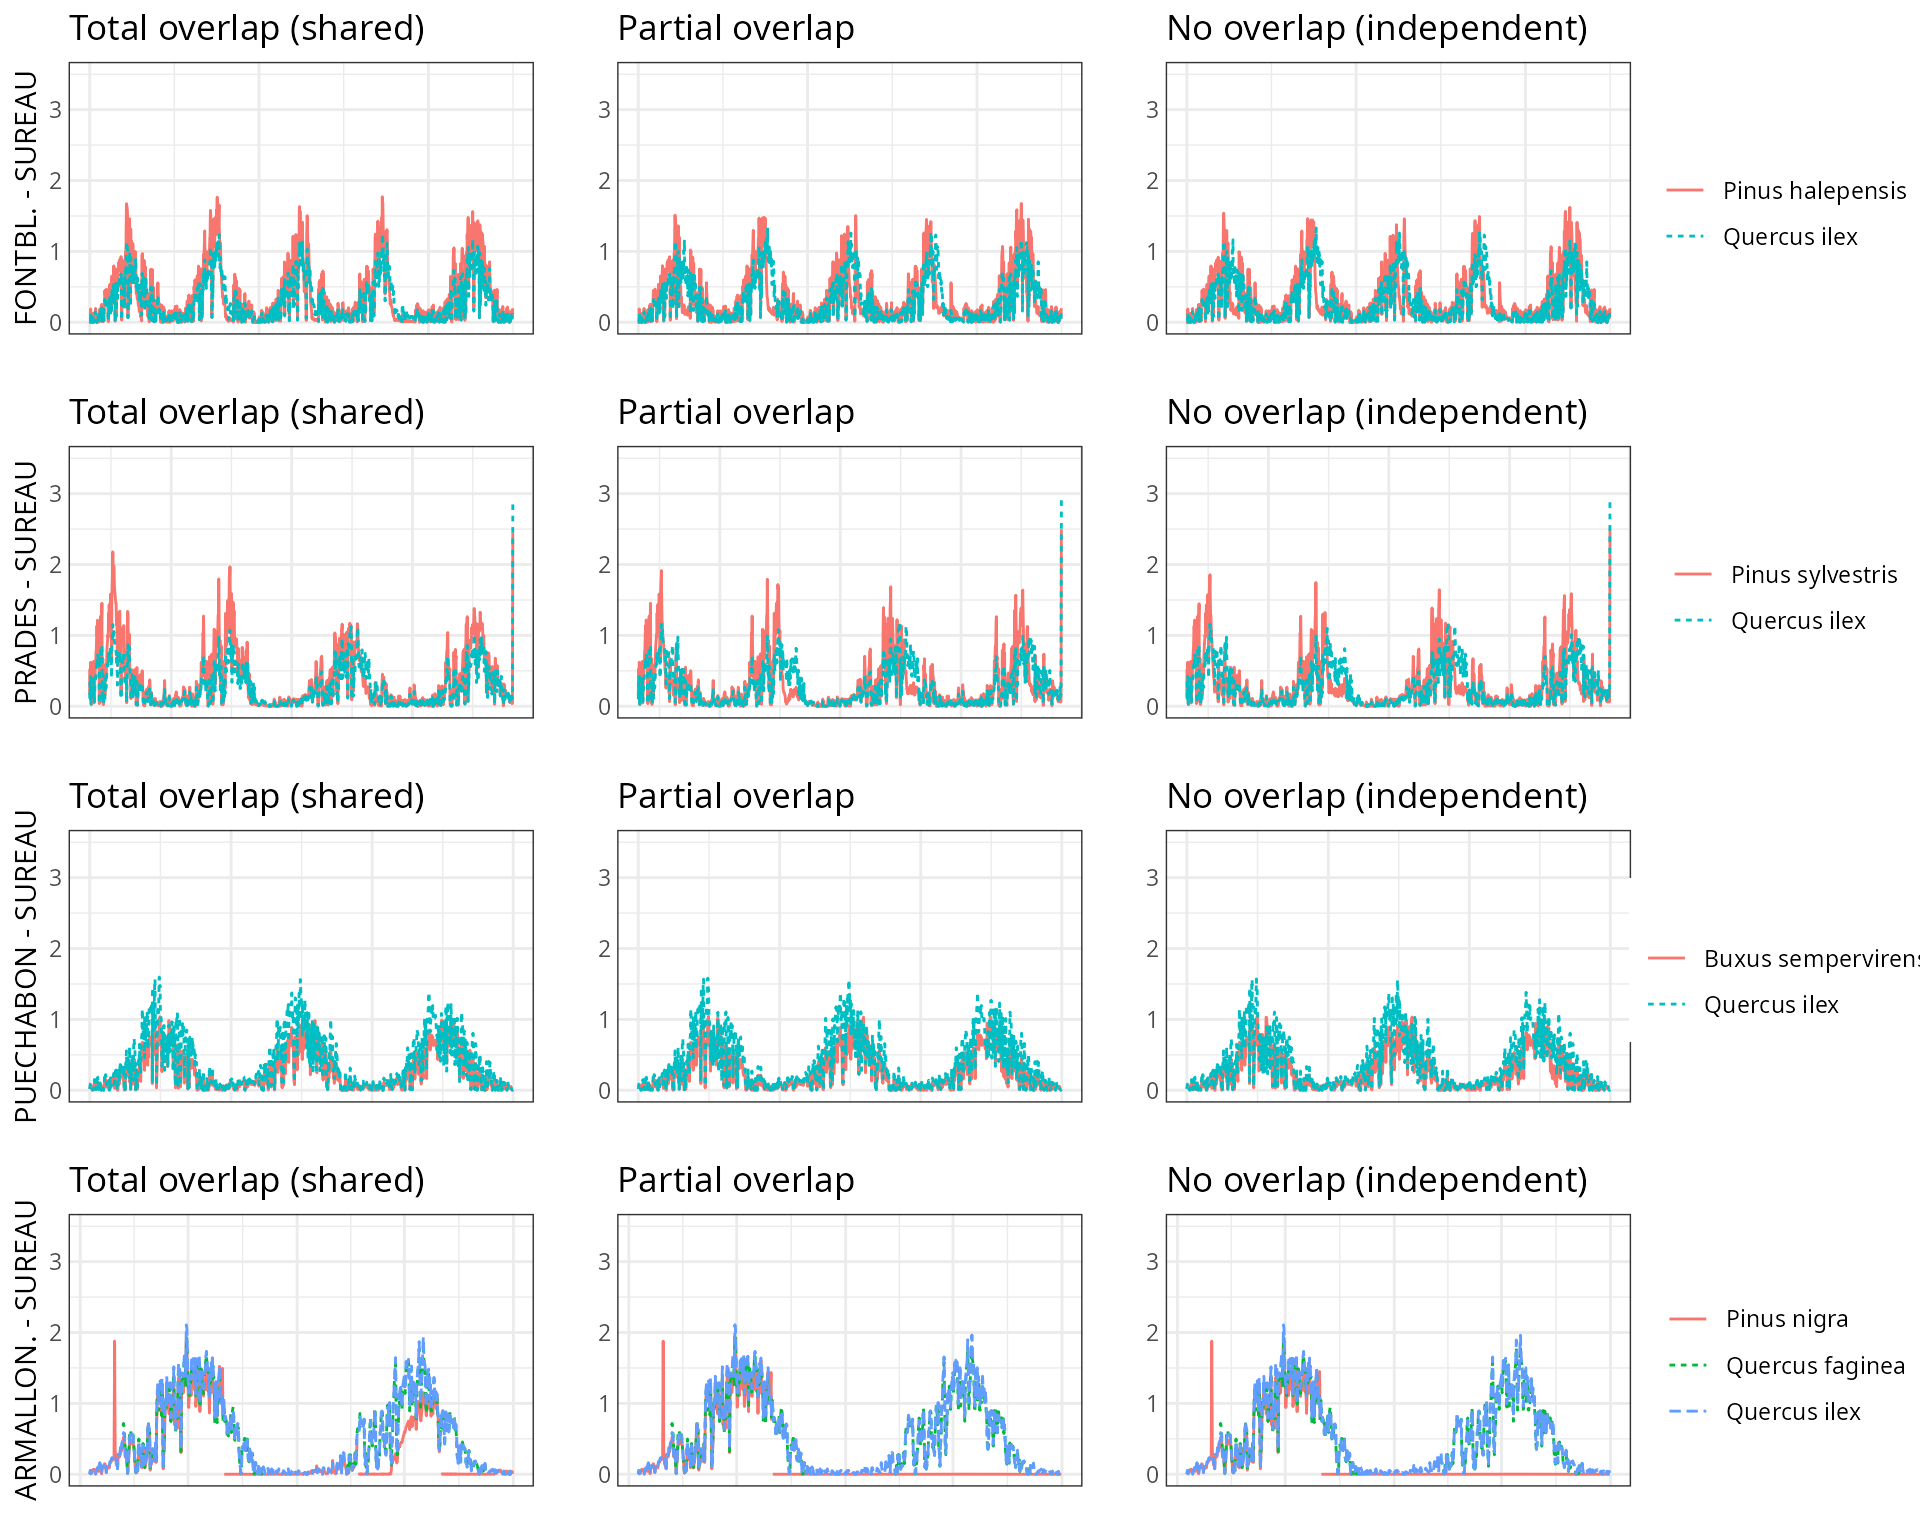 Total overlap (shared)
Partial overlap
No overlap (independent)
FONTBL. - SUREAU
3
2
1
0
3
2
1
0
3
2
1
0
Pinus halepensis
Quercus ilex
Total overlap (shared)
Partial overlap
No overlap (independent)
PRADES - SUREAU
3
2
1
0
3
2
1
0
3
2
1
0
Pinus sylvestris
Quercus ilex
Total overlap (shared)
Partial overlap
No overlap (independent)
PUECHABON - SUREAU
3
2
1
0
3
2
1
0
3
2
1
0
Buxus sempervirens
Quercus ilex
Total overlap (shared)
Partial overlap
No overlap (independent)
ARMALLON. - SUREAU
3
2
1
0
3
2
1
0
3
2
1
0
Pinus nigra
Quercus faginea
Quercus ilex